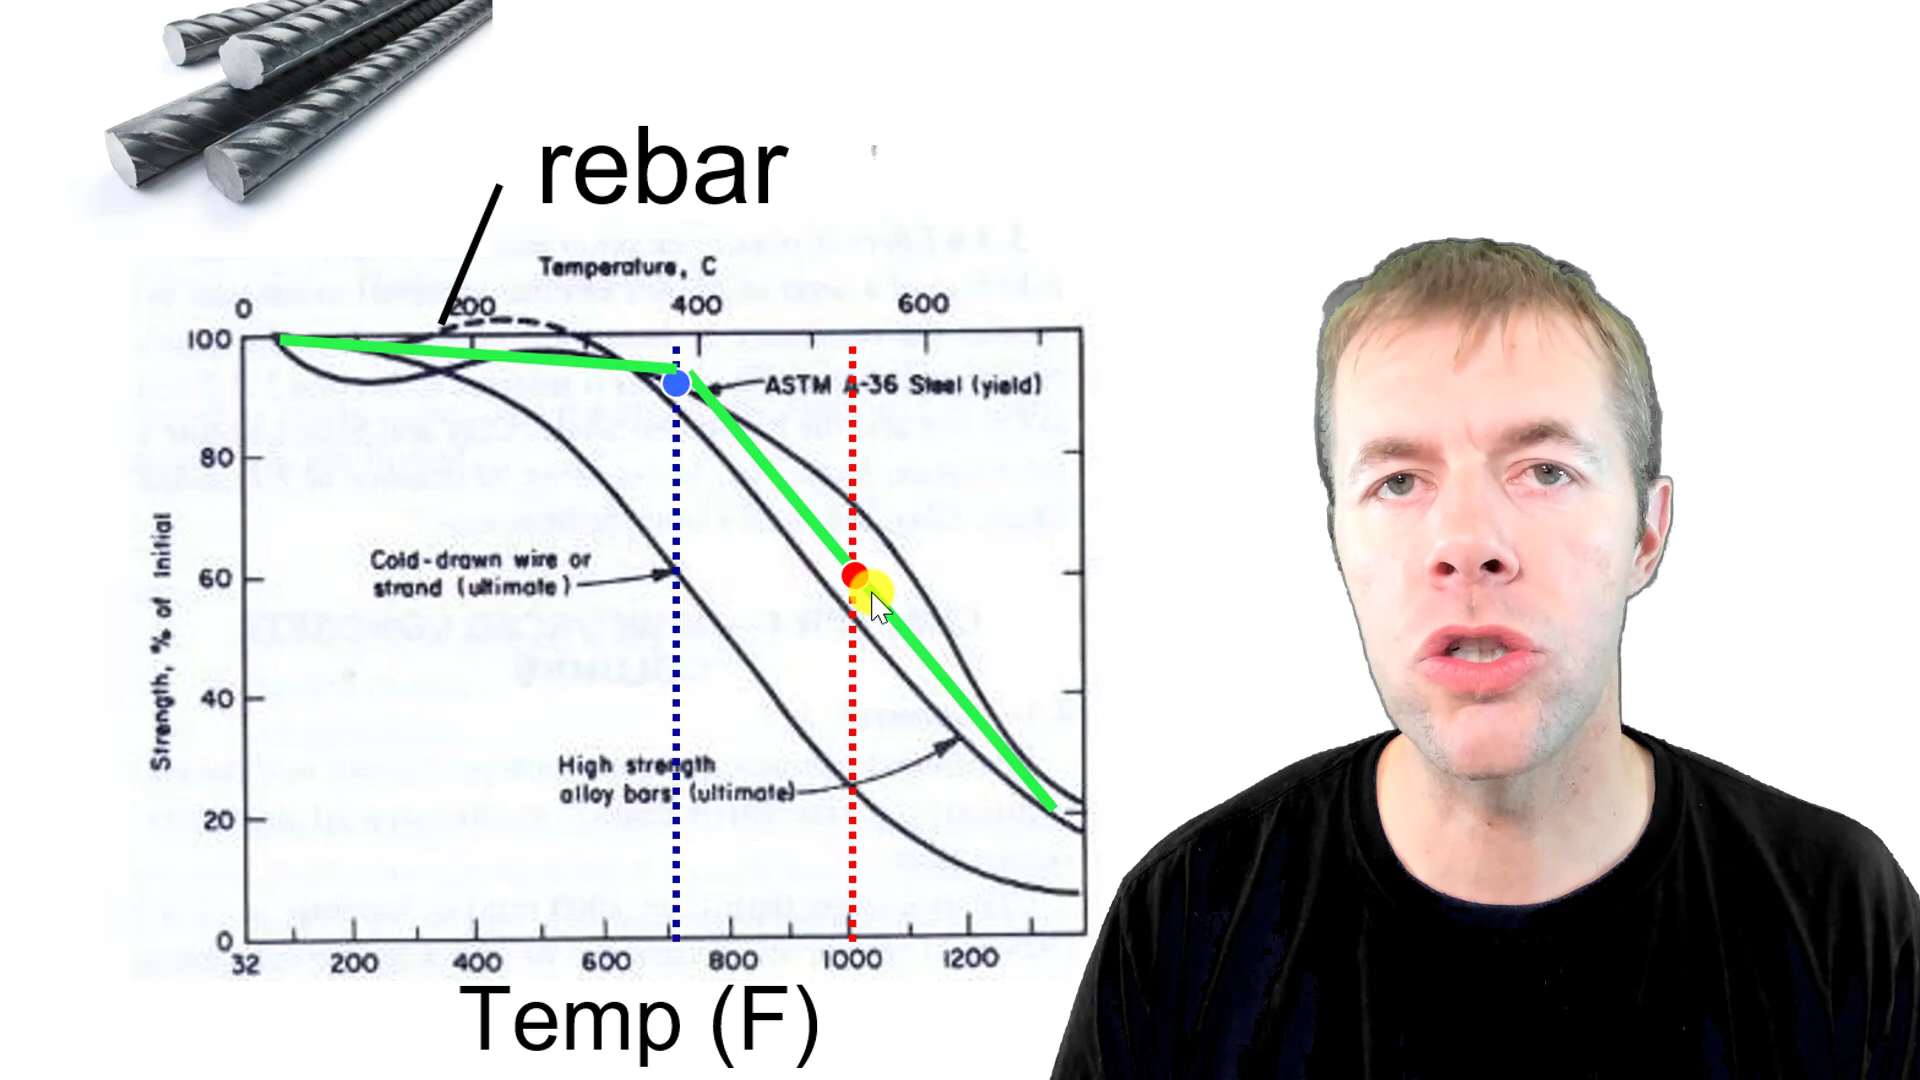 rebar
Temperature, C
0 200 400 600
100
ASTM A-36 Steel (yield)
80
Cold-drawn wire or
strand (ultimate)
60
Strength, % of Initial
40
High strength
alloy bars (ultimate)
20
0
32 200 400 600 800 1000 1200
Temp (F)